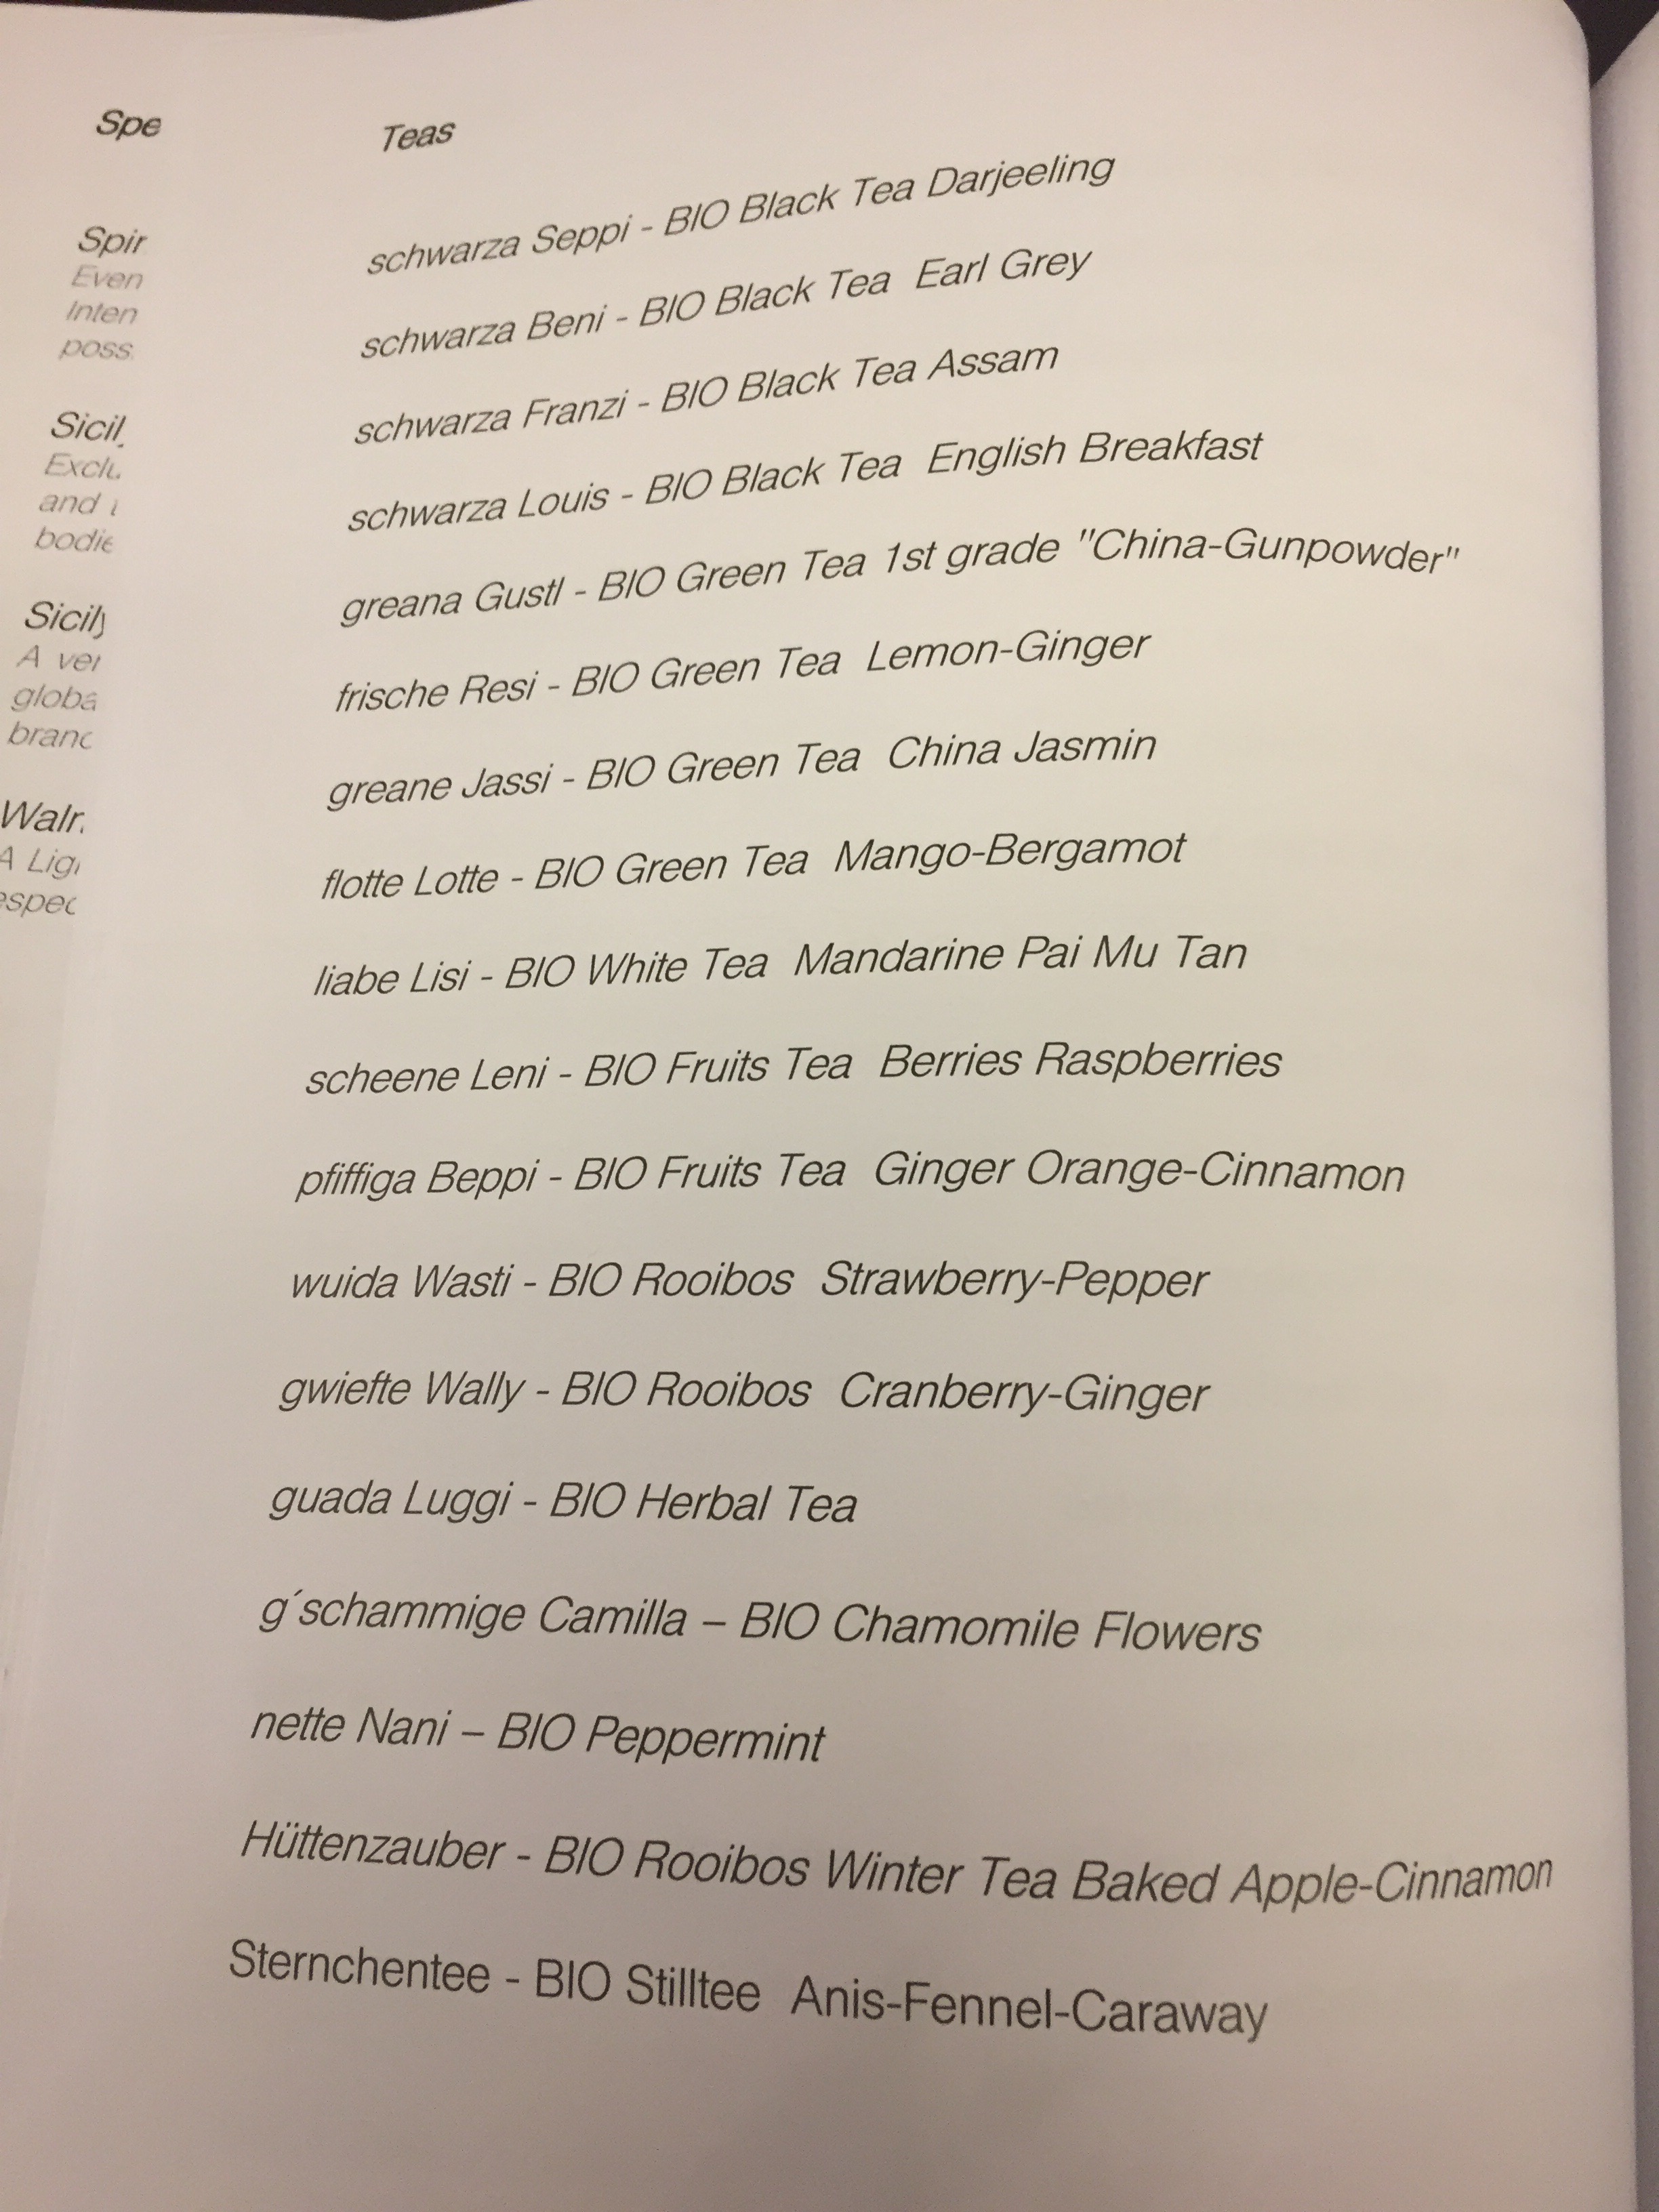 Spe
Spir
Even
Inten
poss
Sicil
Exclu
and
bodie
Sicily
A ver
globa
branc
Waln
A Lig
espec
Teas
schwarza Seppi - BIO Black Tea Darjeeling
schwarza Beni - BIO Black Tea Earl Grey
schwarza Franzi - BIO Black Tea Assam
schwarza Louis - BIO Black Tea English Breakfast
greana Gustl - BIO Green Tea 1st grade "China-Gunpowder"
frische Resi - BIO Green Tea Lemon-Ginger
greane Jassi - BIO Green Tea China Jasmin
flotte Lotte - BIO Green Tea Mango-Bergamot
liabe Lisi - BIO White Tea Mandarine Pai Mu Tan
scheene Leni - BIO Fruits Tea Berries Raspberries
pfiffiga Beppi - BIO Fruits Tea Ginger Orange-Cinnamon
wuida Wasti - BIO Rooibos Strawberry-Pepper
gwiefte Wally - BIO Rooibos Cranberry-Ginger
guada Luggi - BIO Herbal Tea
g´schammige Camilla – BIO Chamomile Flowers
nette Nani – BIO Peppermint
Hüttenzauber - BIO Rooibos Winter Tea Baked Apple-Cinnamon
Sternchentee - BIO Stilltee Anis-Fennel-Caraway